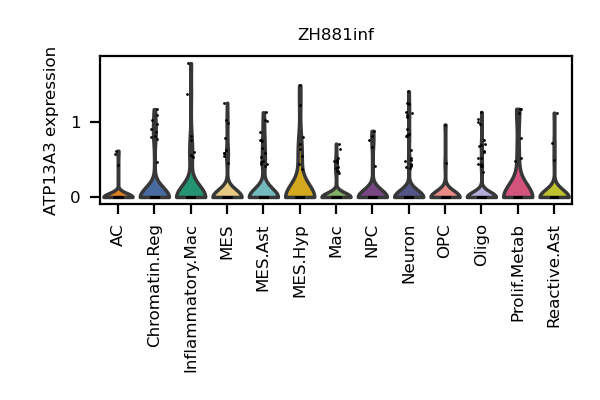 ZH881inf
ATP13A3 expression
1
0
AC
Chromatin.Reg
Inflammatory.Mac
MES
MES.Ast
MES.Hyp
Mac
NPC
Neuron
OPC
Oligo
Prolif.Metab
Reactive.Ast